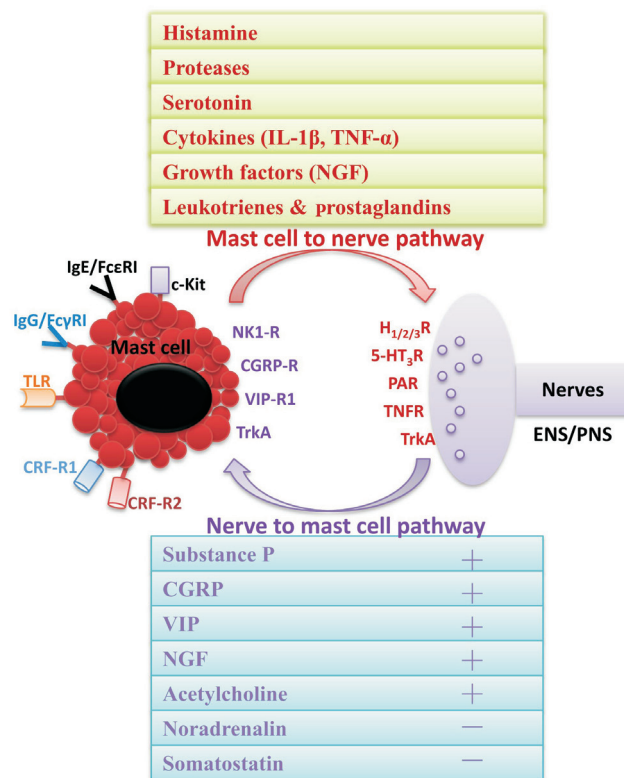 Histamine
Proteases
Serotonin
Cytokines (IL-1β, TNF-α)
Growth factors (NGF)
Leukotrienes & prostaglandins
Mast cell to nerve pathway
IgE/FcεRI
c-Kit
IgG/FcγRI
Mast cell
TLR
CRF-R1
CRF-R2
NK1-R
CGRP-R
VIP-R1
TrkA
H1/2/3R
5-HT3R
PAR
TNFR
TrkA
Nerves
ENS/PNS
Nerve to mast cell pathway
Substance P +
CGRP +
VIP +
NGF +
Acetylcholine +
Noradrenalin −
Somatostatin −